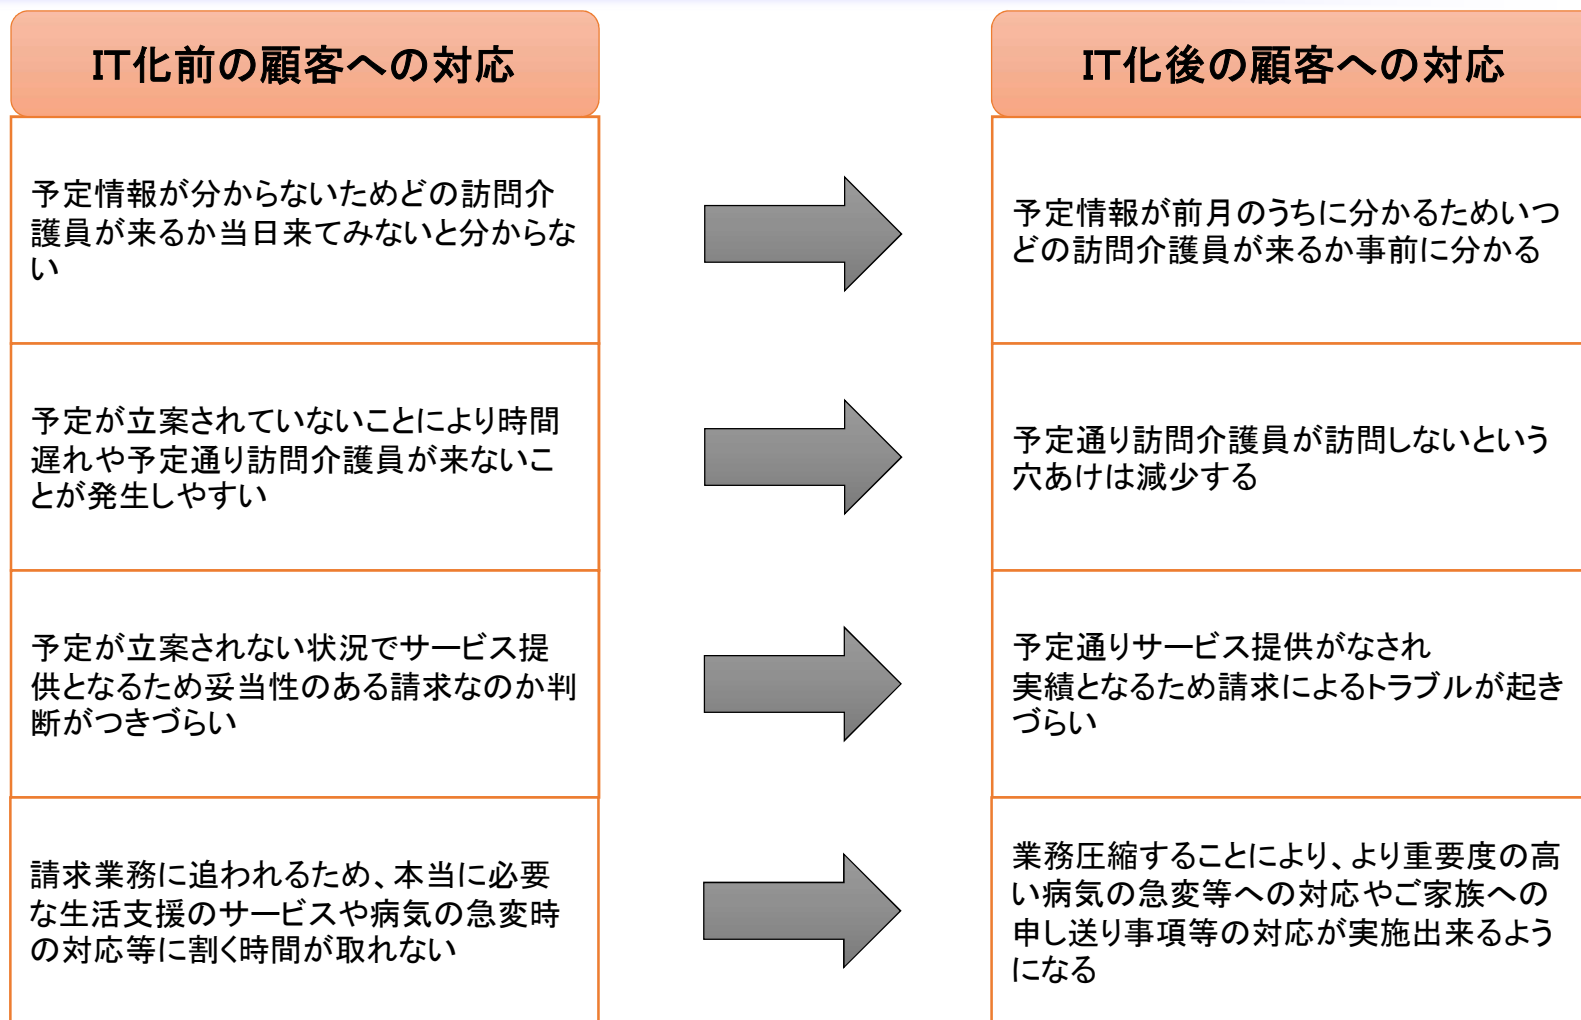 IT化前の顧客への対応
IT化後の顧客への対応
予定情報が分からないためどの訪問介
護員が来るか当日来てみないと分からな
い
予定情報が前月のうちに分かるためいつ
どの訪問介護員が来るか事前に分かる
予定が立案されていないことにより時間
遅れや予定通り訪問介護員が来ないこ
とが発生しやすい
予定通り訪問介護員が訪問しないという
穴あけは減少する
予定が立案されない状況でサービス提
供となるため妥当性のある請求なのか判
断がつきづらい
予定通りサービス提供がなされ
実績となるため請求によるトラブルが起き
づらい
請求業務に追われるため、本当に必要
な生活支援のサービスや病気の急変時
の対応等に割く時間が取れない
業務圧縮することにより、より重要度の高
い病気の急変等への対応やご家族への
申し送り事項等の対応が実施出来るよう
になる